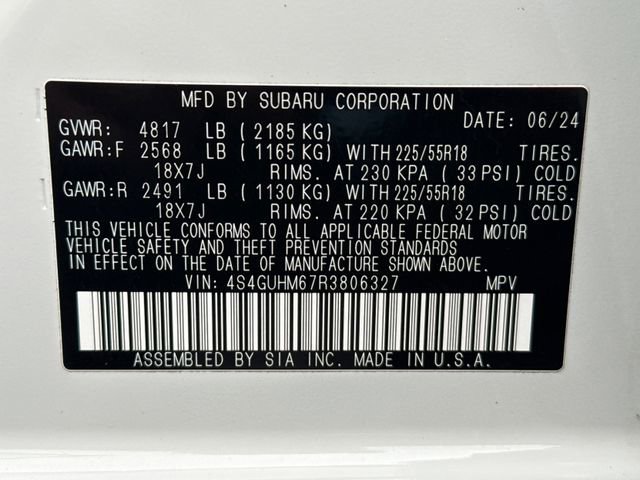 MFD BY SUBARU CORPORATION
DATE: 06/24
GVWR: 4817 LB (2185 KG)
GAWR:F 2568 LB (1165 KG) WITH 225/55R18 TIRES.
18X7J RIMS. AT 230 KPA (33 PSI) COLD
GAWR:R 2491 LB (1130 KG) WITH 225/55R18 TIRES.
18X7J RIMS. AT 220 KPA (32 PSI) COLD
THIS VEHICLE CONFORMS TO ALL APPLICABLE FEDERAL MOTOR
VEHICLE SAFETY AND THEFT PREVENTION STANDARDS
IN EFFECT ON THE DATE OF MANUFACTURE SHOWN ABOVE.
VIN: 4S4GUHM67R3806327 MPV
ASSEMBLED BY SIA INC. MADE IN U.S.A.